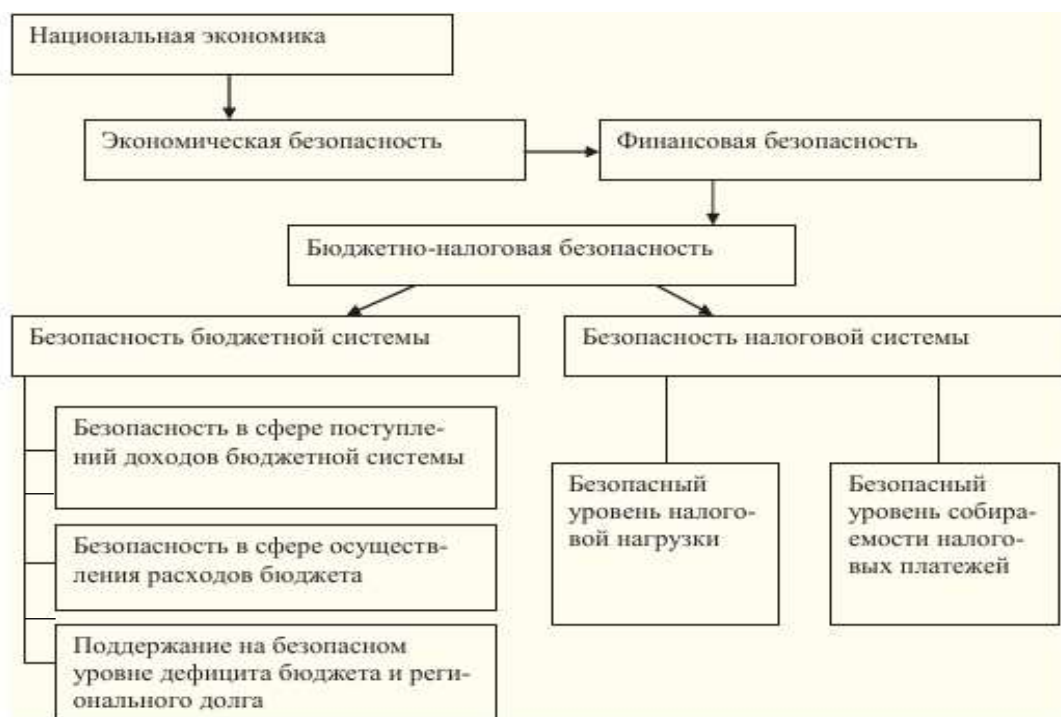 Национальная экономика
Экономическая безопасность
Финансовая безопасность
Бюджетно-налоговая безопасность
Безопасность бюджетной системы
Безопасность налоговой системы
Безопасность в сфере поступле-
ний доходов бюджетной системы
Безопасность в сфере осуществ-
ления расходов бюджета
Поддержание на безопасном
уровне дефицита бюджета и реги-
онального долга
Безопасный
уровень налого-
вой нагрузки
Безопасный
уровень собира-
емости налого-
вых платежей